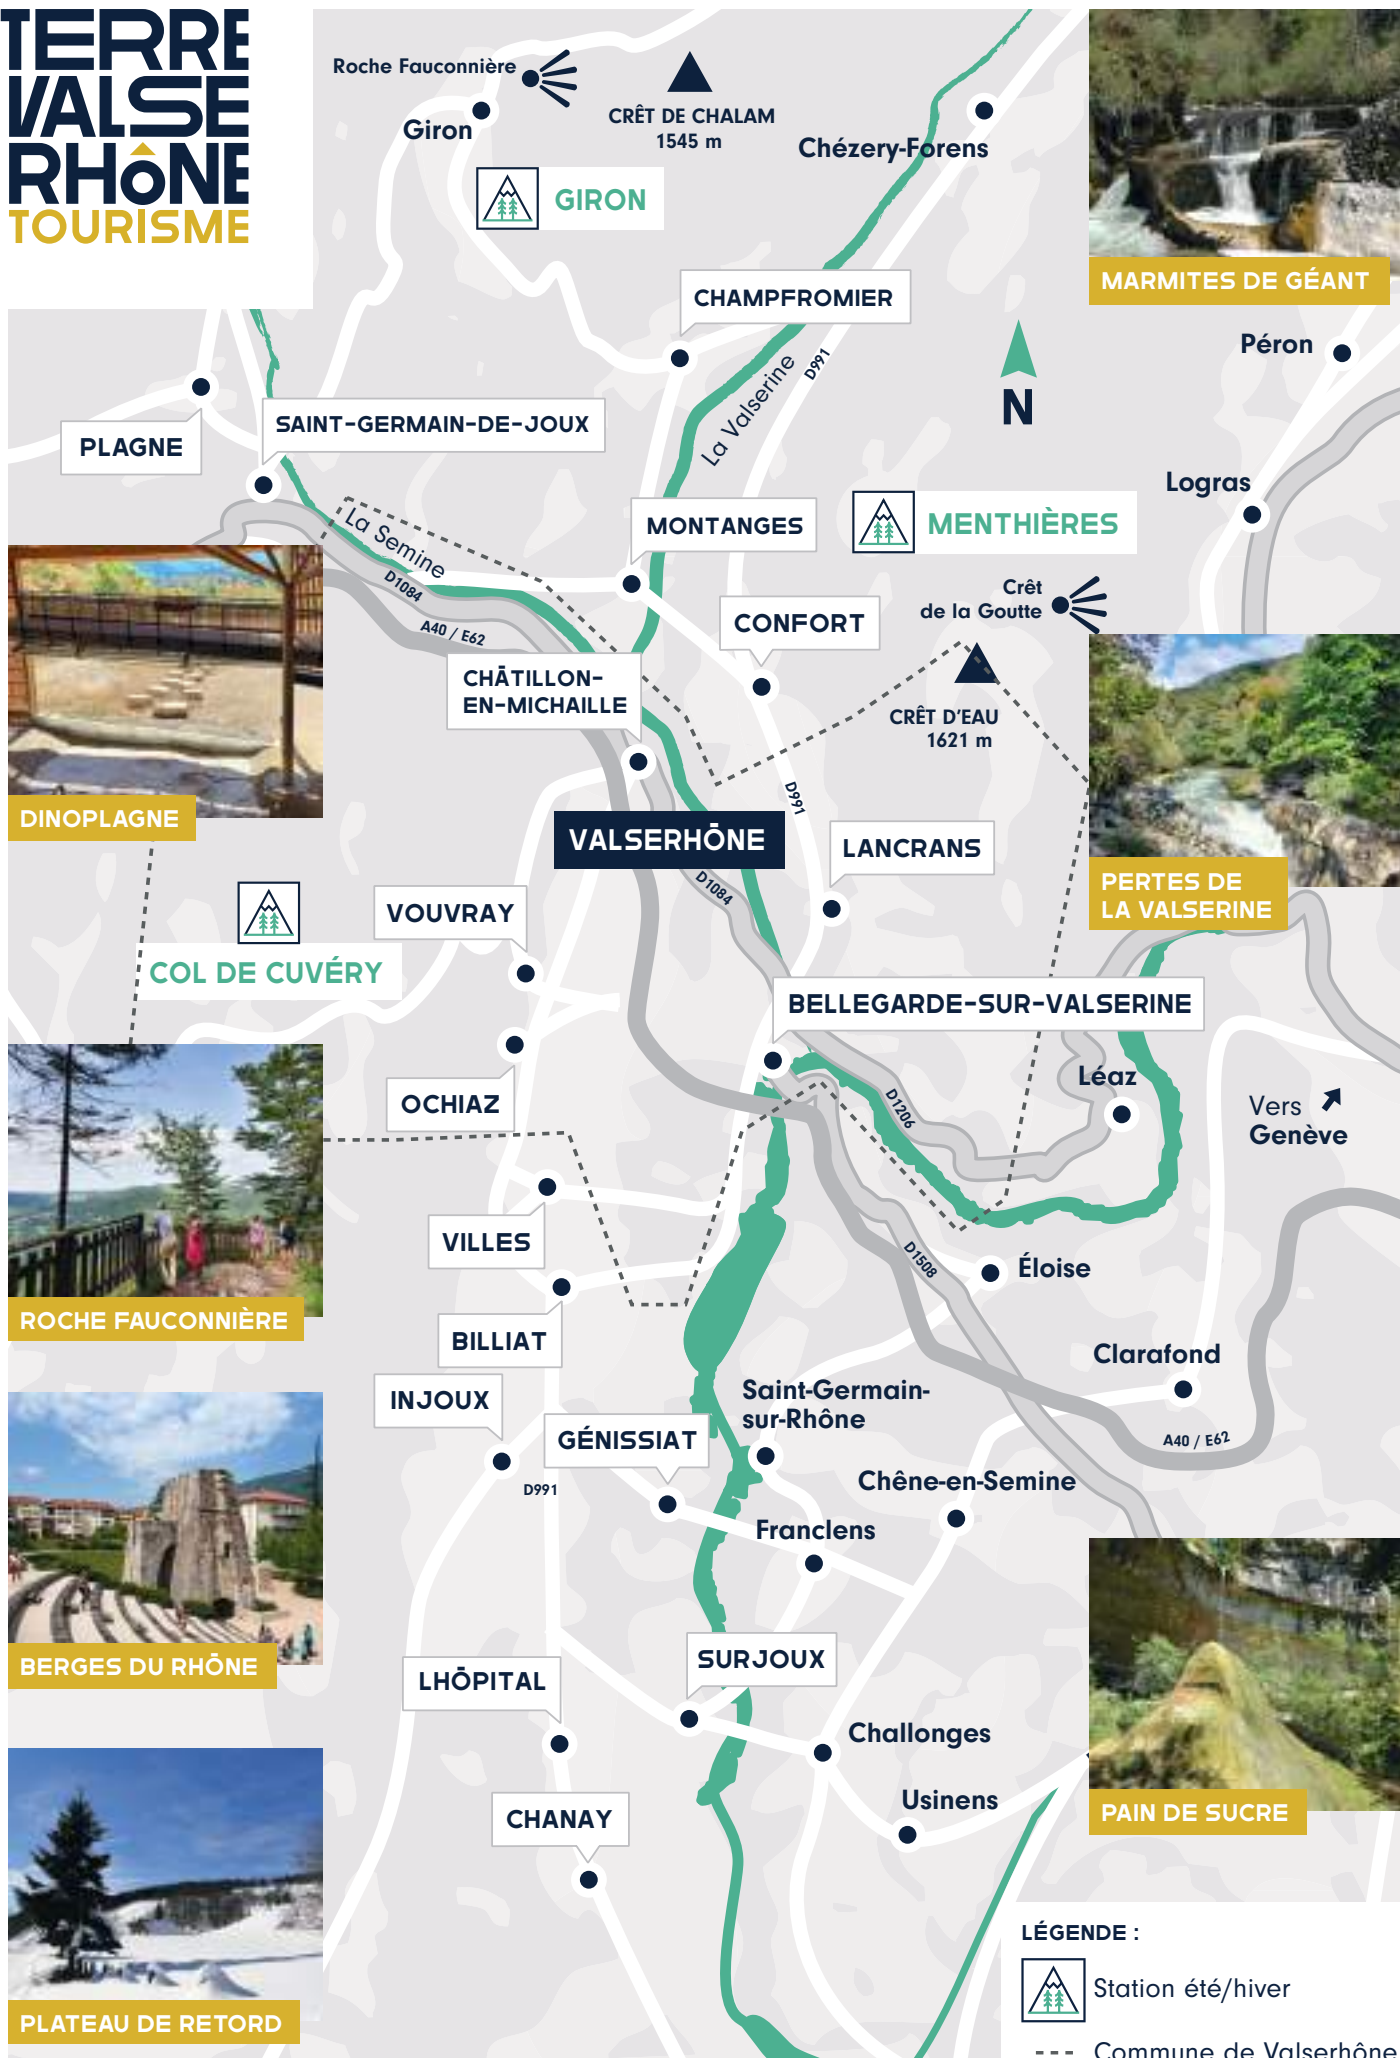 TERRE
VALSE
RHÔNE
TOURISME
Roche Fauconnière
Giron
CRÊT DE CHALAM
1545 m
Chézery-Forens
GIRON
MARMITES DE GÉANT
CHAMPFROMIER
Péron
D991
La Valserine
N
PLAGNE
SAINT-GERMAIN-DE-JOUX
Logras
La Semine
MONTANGES
MENTHIÈRES
D1084
A40 / E62
Crêt
de la Goutte
CONFORT
CHÂTILLON-
EN-MICHAILLE
CRÊT D'EAU
1621 m
DINOPLAGNE
D991
VALSERHÔNE
LANCRANS
D1084
PERTES DE
LA VALSERINE
VOUVRAY
COL DE CUVÉRY
BELLEGARDE-SUR-VALSERINE
Léaz
OCHIAZ
D1206
Vers
Genève
VILLES
D1508
Éloise
ROCHE FAUCONNIÈRE
BILLIAT
Clarafond
INJOUX
Saint-Germain-
sur-Rhône
GÉNISSIAT
A40 / E62
D991
Chêne-en-Semine
Franclens
BERGES DU RHÔNE
SURJOUX
LHÔPITAL
Challonges
Usinens
CHANAY
PAIN DE SUCRE
PLATEAU DE RETORD
LÉGENDE :
Station été/hiver
Commune de Valserhône